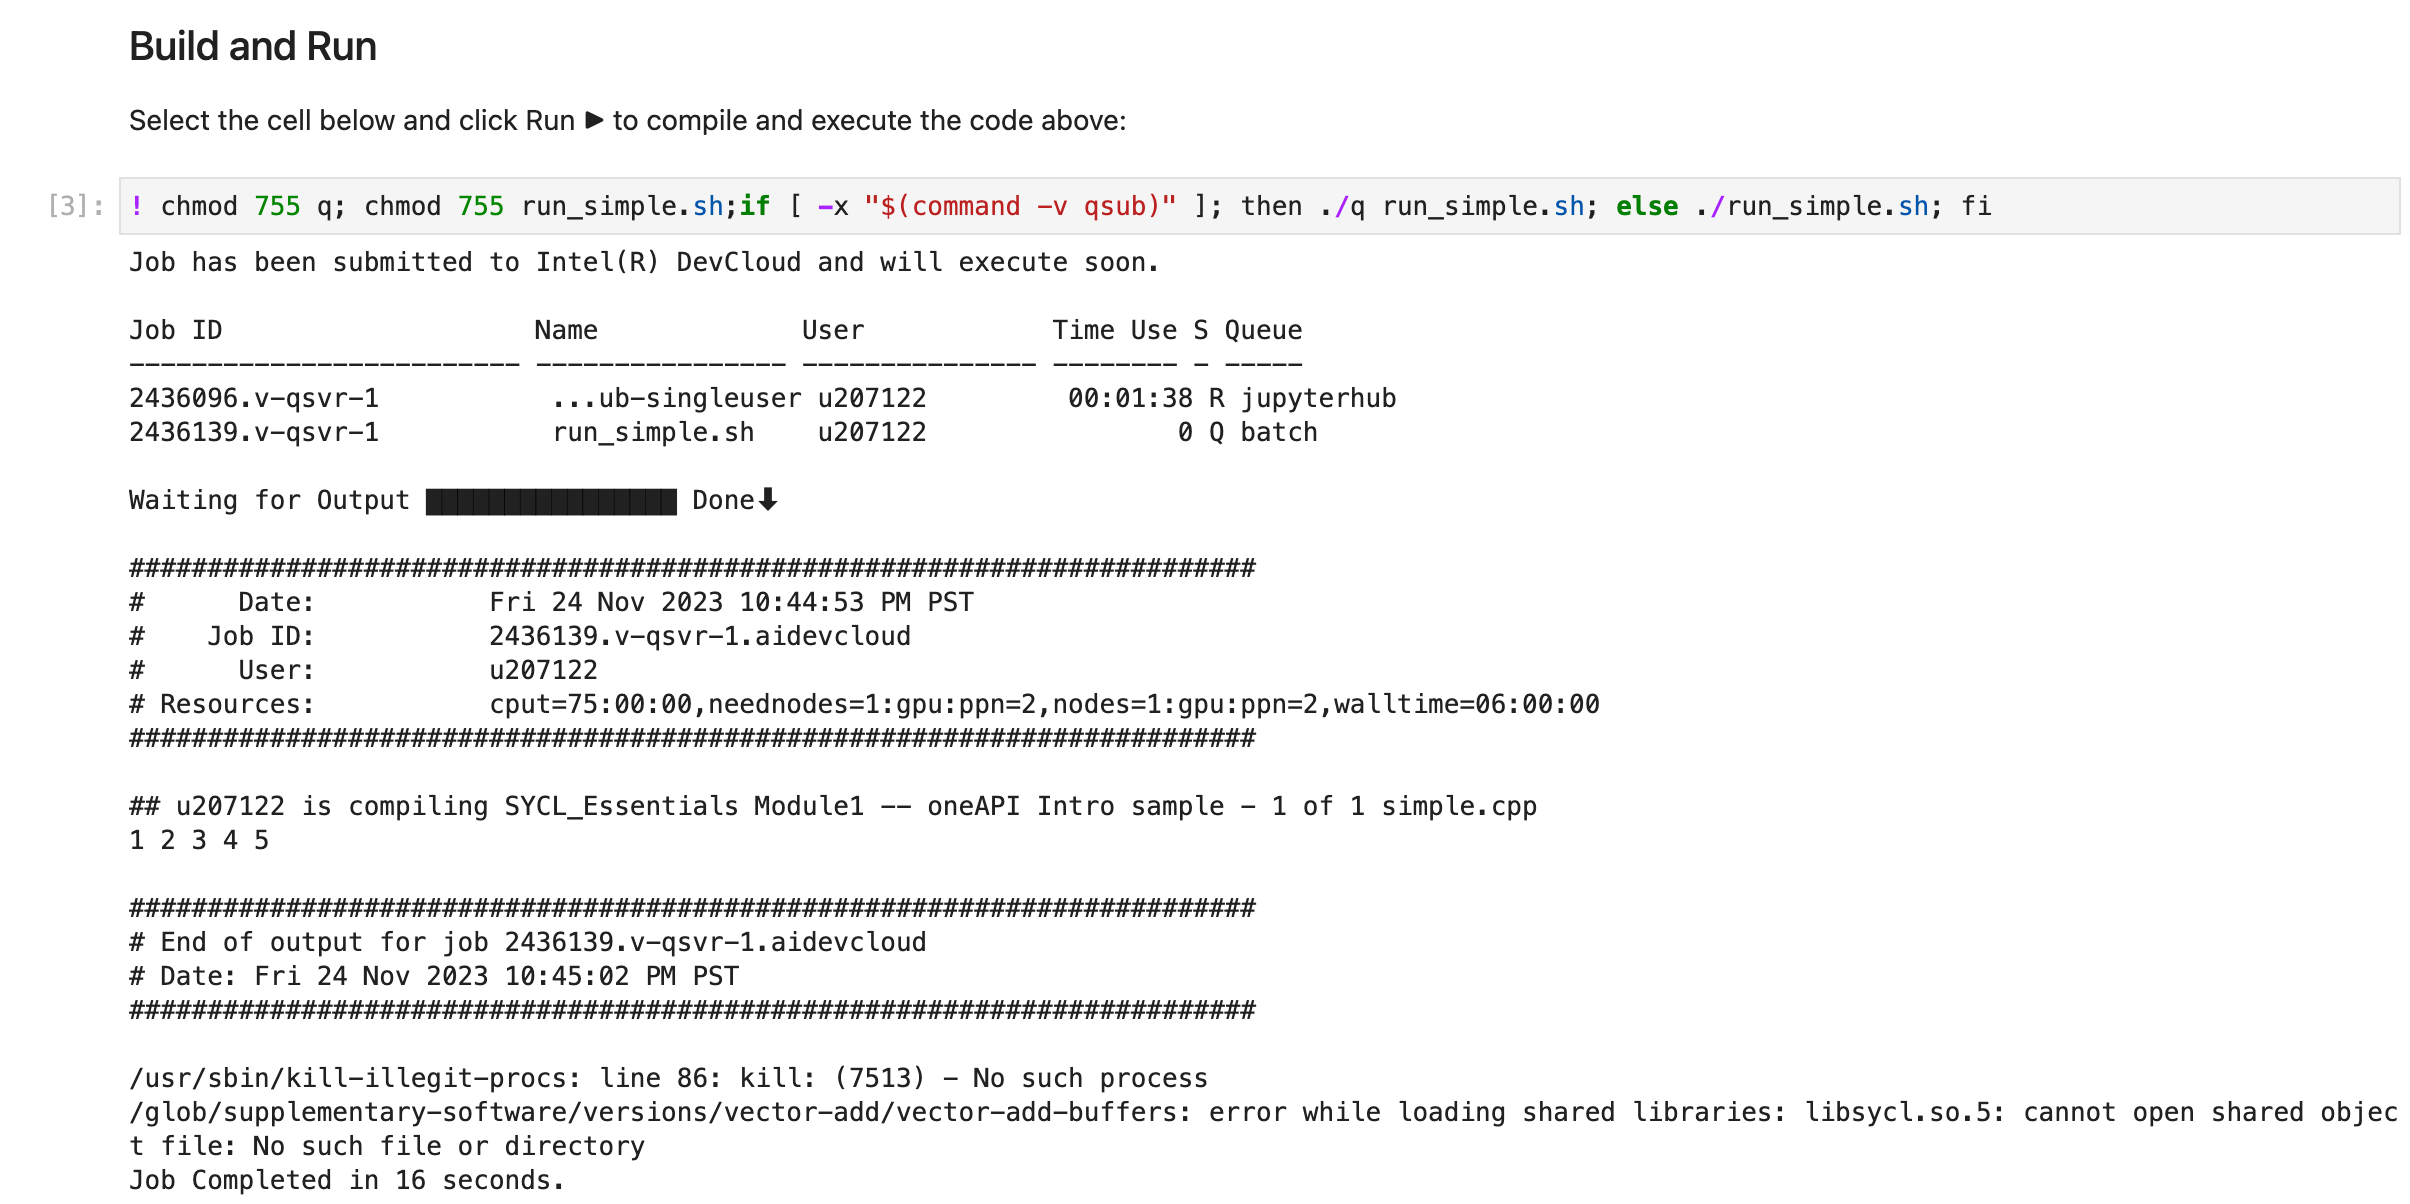 Build and Run
Select the cell below and click Run ▶ to compile and execute the code above:
[3]: ! chmod 755 q; chmod 755 run_simple.sh;if [ -x "$(command -v qsub)" ]; then ./q run_simple.sh; else ./run_simple.sh; fi
Job has been submitted to Intel(R) DevCloud and will execute soon.
Job ID                    Name             User            Time Use S Queue
------------------------- ---------------- --------------- -------- - -----
2436096.v-qsvr-1           ...ub-singleuser u207122         00:01:38 R jupyterhub
2436139.v-qsvr-1           run_simple.sh    u207122                0 Q batch
Waiting for Output ████████████████ Done⬇
########################################################################
#      Date:           Fri 24 Nov 2023 10:44:53 PM PST
#    Job ID:           2436139.v-qsvr-1.aidevcloud
#      User:           u207122
# Resources:           cput=75:00:00,neednodes=1:gpu:ppn=2,nodes=1:gpu:ppn=2,walltime=06:00:00
########################################################################
## u207122 is compiling SYCL_Essentials Module1 -- oneAPI Intro sample - 1 of 1 simple.cpp
1 2 3 4 5
########################################################################
# End of output for job 2436139.v-qsvr-1.aidevcloud
# Date: Fri 24 Nov 2023 10:45:02 PM PST
########################################################################
/usr/sbin/kill-illegit-procs: line 86: kill: (7513) - No such process
/glob/supplementary-software/versions/vector-add/vector-add-buffers: error while loading shared libraries: libsycl.so.5: cannot open shared objec
t file: No such file or directory
Job Completed in 16 seconds.